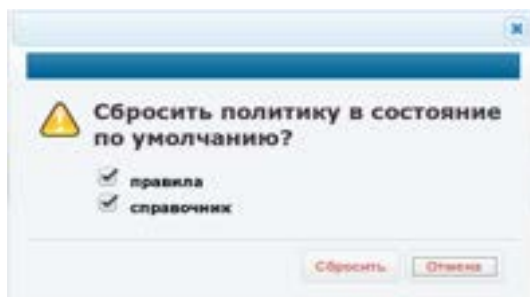 Сбросить политику в состояние
по умолчанию?
правила
справочник
Сбросить Отмена